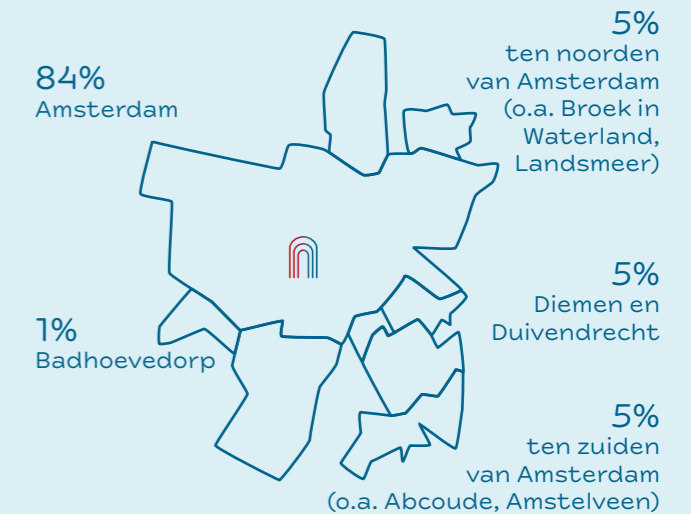 84%
Amsterdam
5%
ten noorden
van Amsterdam
(o.a. Broek in
Waterland,
Landsmeer)
1%
Badhoevedorp
5%
Diemen en
Duivendrecht
5%
ten zuiden
van Amsterdam
(o.a. Abcoude, Amstelveen)